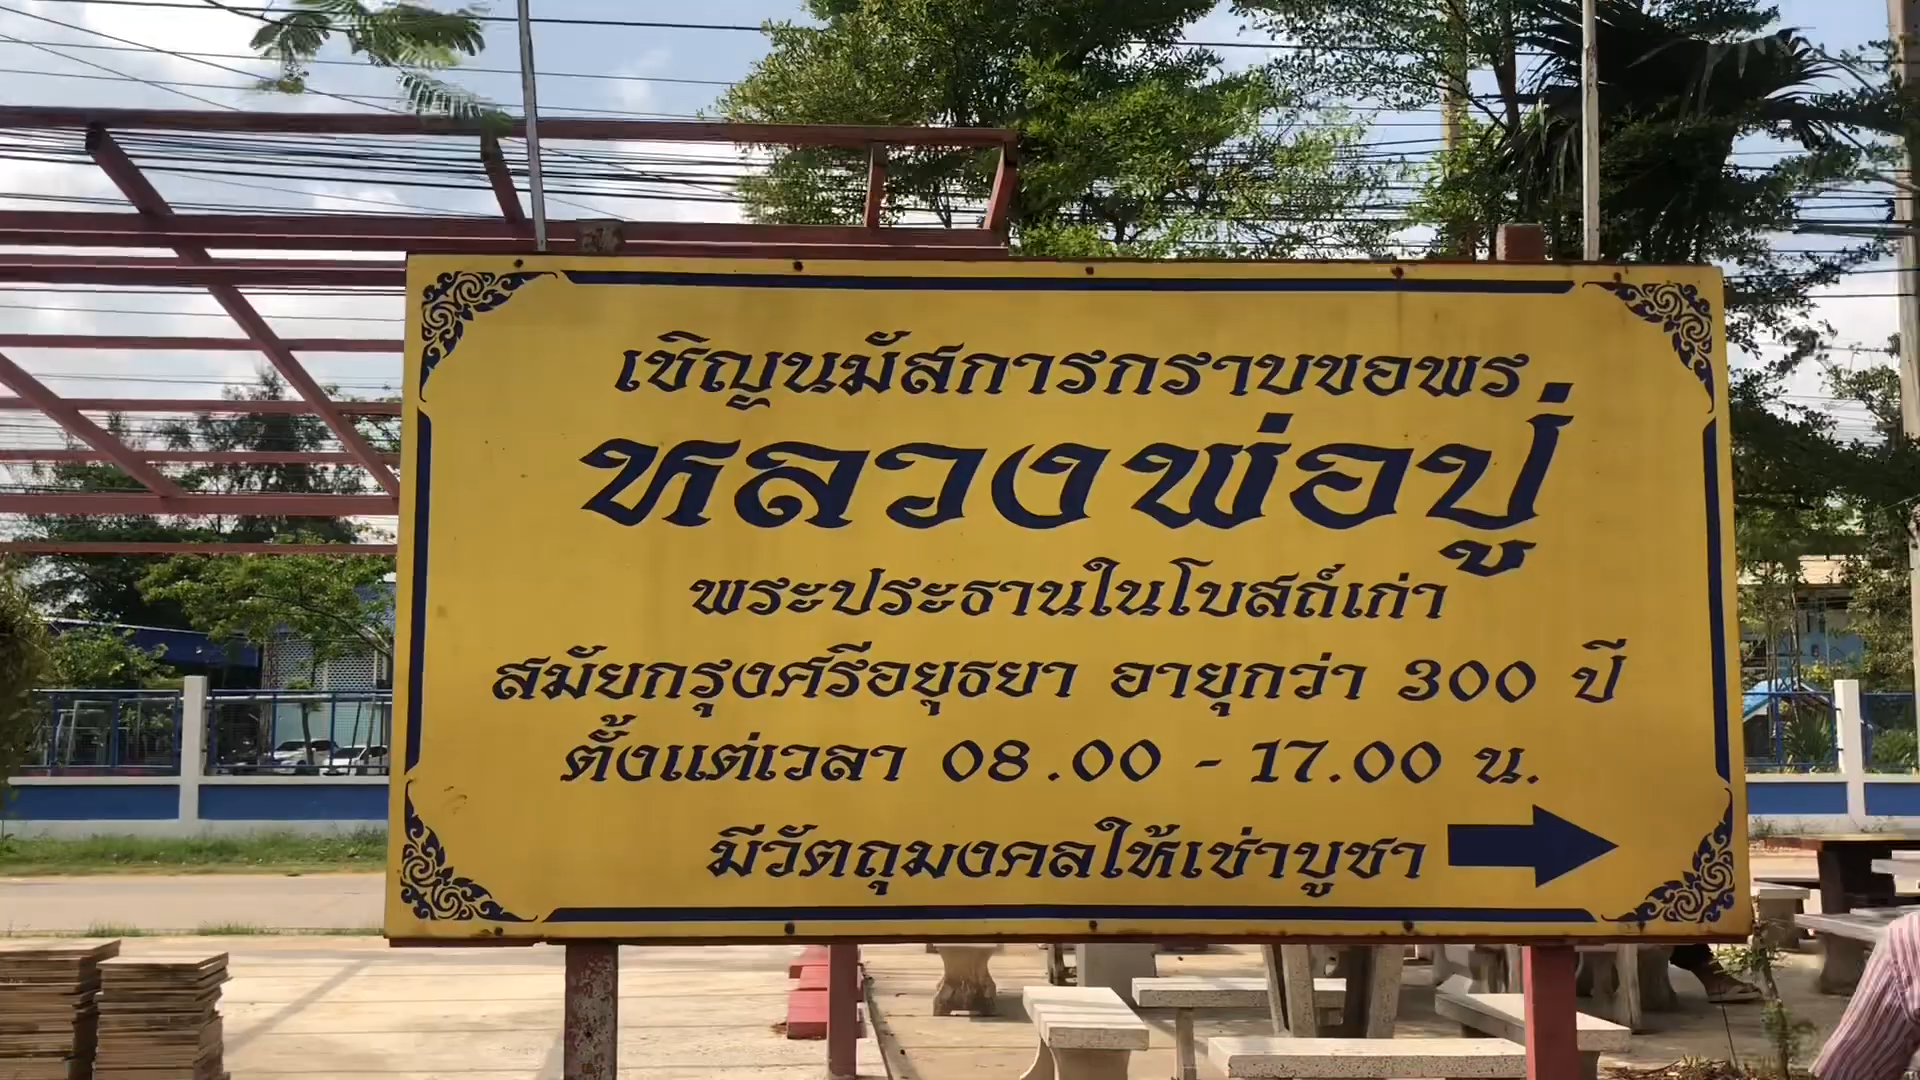 เชิญนมัสการกราบขอพร
หลวงพ่อปู่
พระประธานในโบสถ์เก่า
สมัยกรุงศรีอยุธยา อายุกว่า 300 ปี
ตั้งแต่เวลา 08.00 - 17.00 น.
มีวัตถุมงคลให้เช่าบูชา